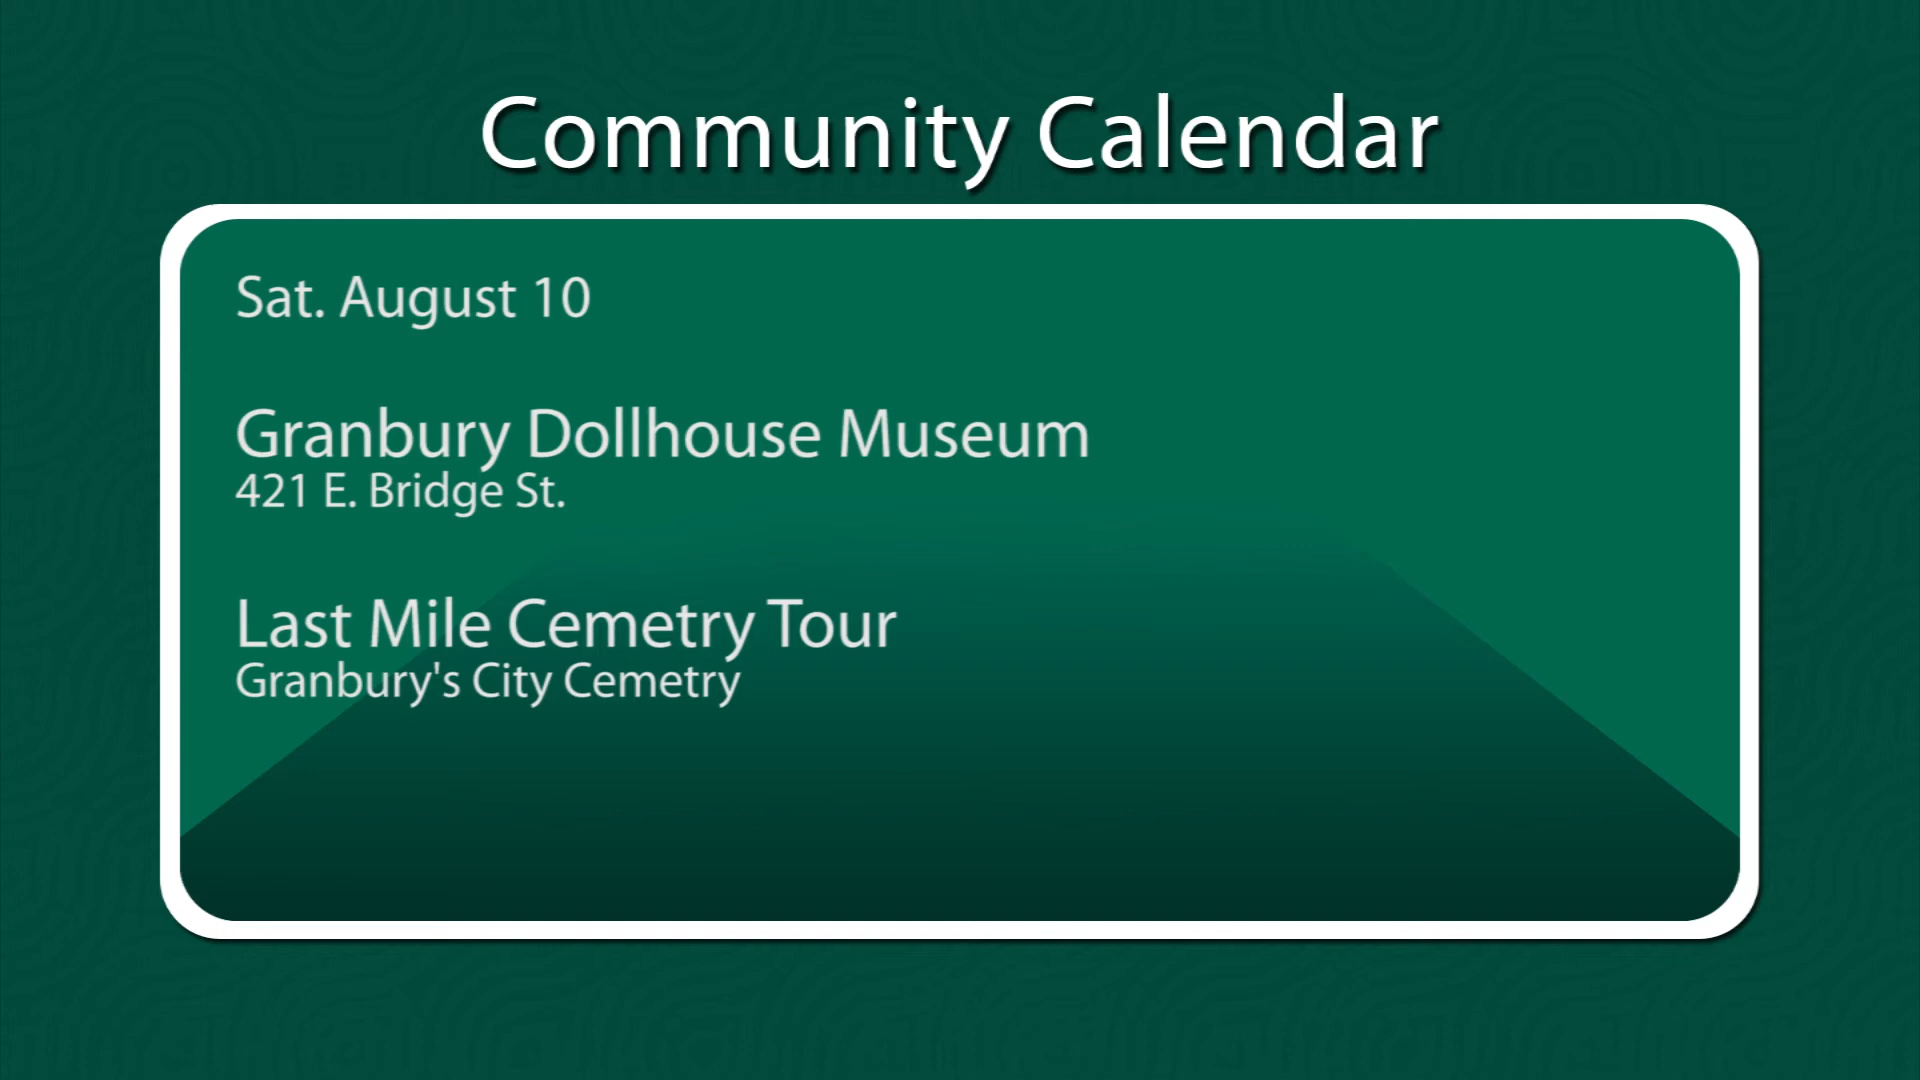 Community Calendar
Sat. August 10
Granbury Dollhouse Museum
421 E. Bridge St.
Last Mile Cemetry Tour
Granbury's City Cemetry